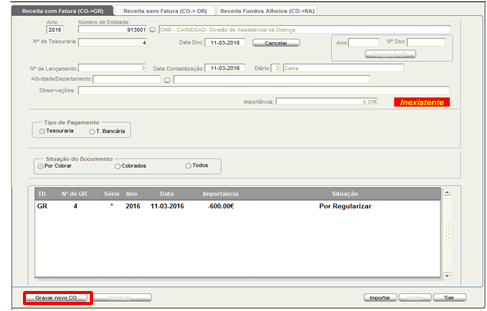 Receita com Fatura (CO->GR) Receita sem Fatura (CO-> OR) Receita Fundos Alheios (CO->RA)
Ano: Número de Entidade:
2016 913001 GNR - CARI/DSAD- Divisão de Assistencia na Doença
Nº de Tesouraria 4 Data Doc: 11-03-2016 Cancelar Ano: Nº Doc:
Nº de Lançamento 0 Data Contabilização: 11-03-2016 Diário: 2 Caixa
Atividade/Departamento
Observações:
Importância: 0.00€ Inexistente
Tipo de Pagamento
Tesouraria T. Bancária
Situação do Documento
Por Cobrar Cobrados Todos
TD Nº de GR Série Ano Data Importância Situação
GR 4 * 2016 11-03-2016 -600.00€ Por Regularizar
Gravar novo CO Importar Sair